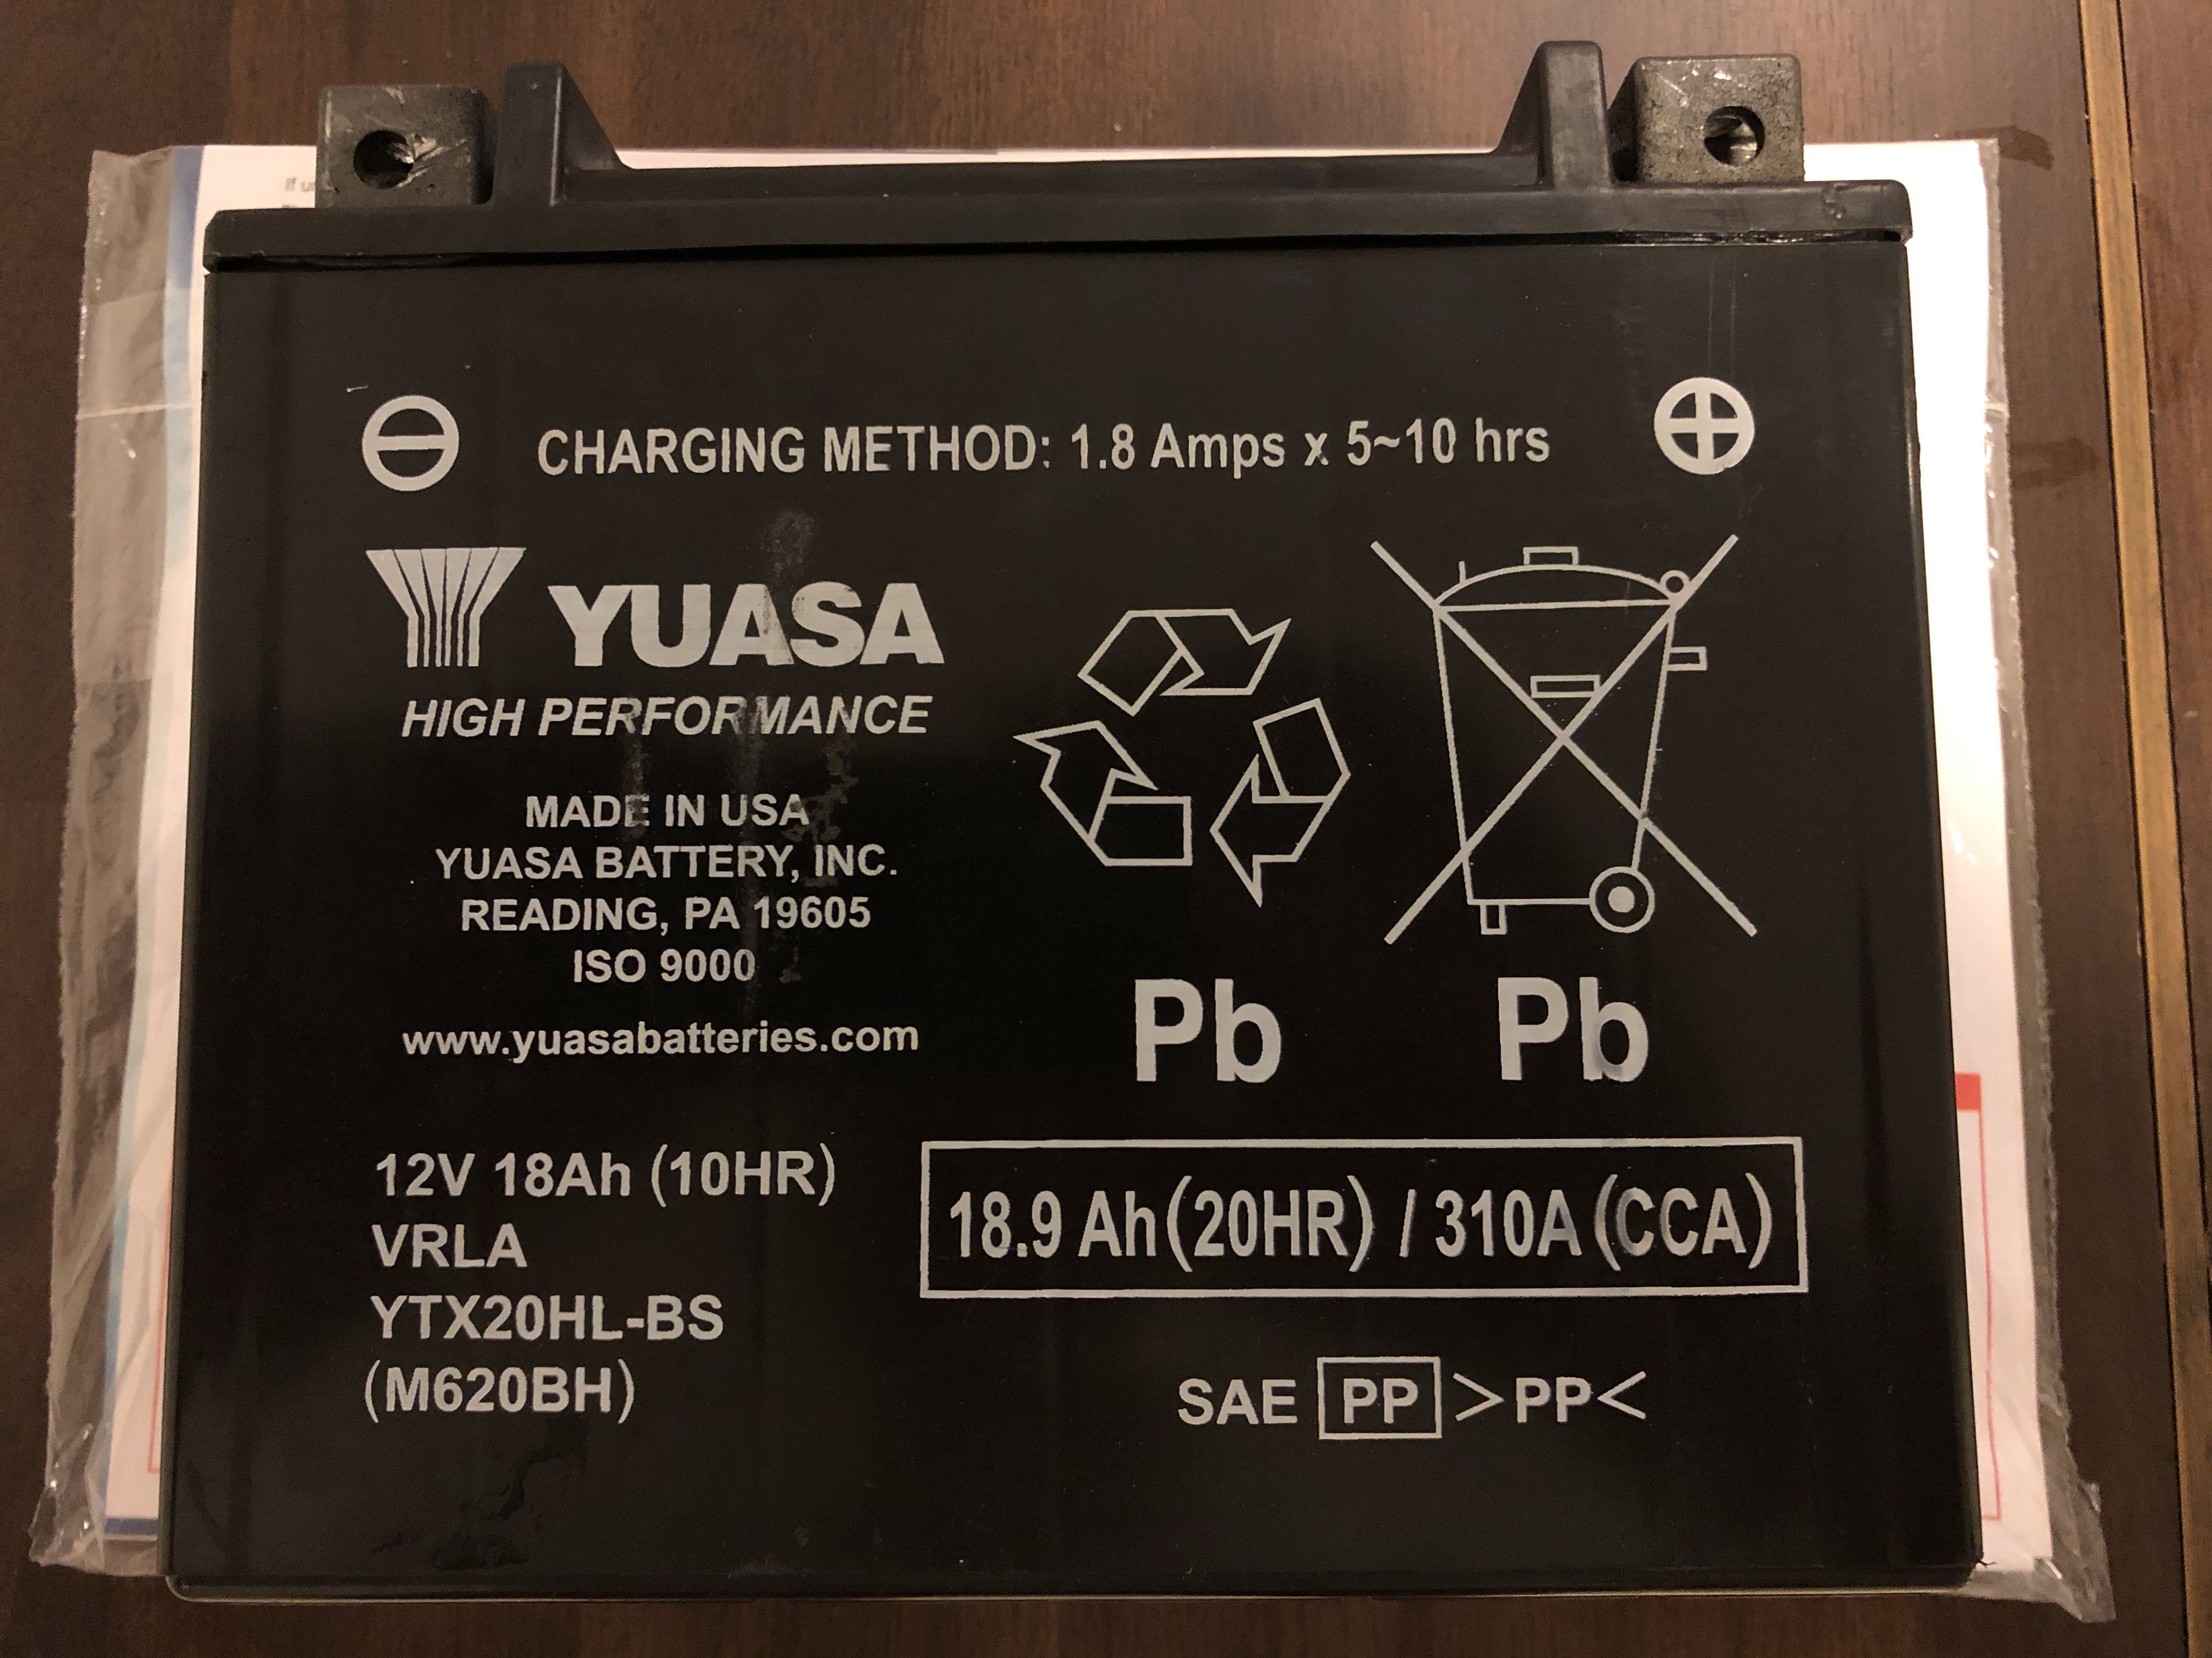 If
CHARGING METHOD: 1.8 Amps x 5~10 hrs
YUASA
HIGH PERFORMANCE
MADE IN USA
YUASA BATTERY, INC.
READING, PA 19605
ISO 9000
www.yuasabatteries.com
Pb Pb
12V 18Ah (10HR)
VRLA
YTX20HL-BS
(M620BH)
18.9 Ah (20HR) / 310A (CCA)
SAE PP >PP<